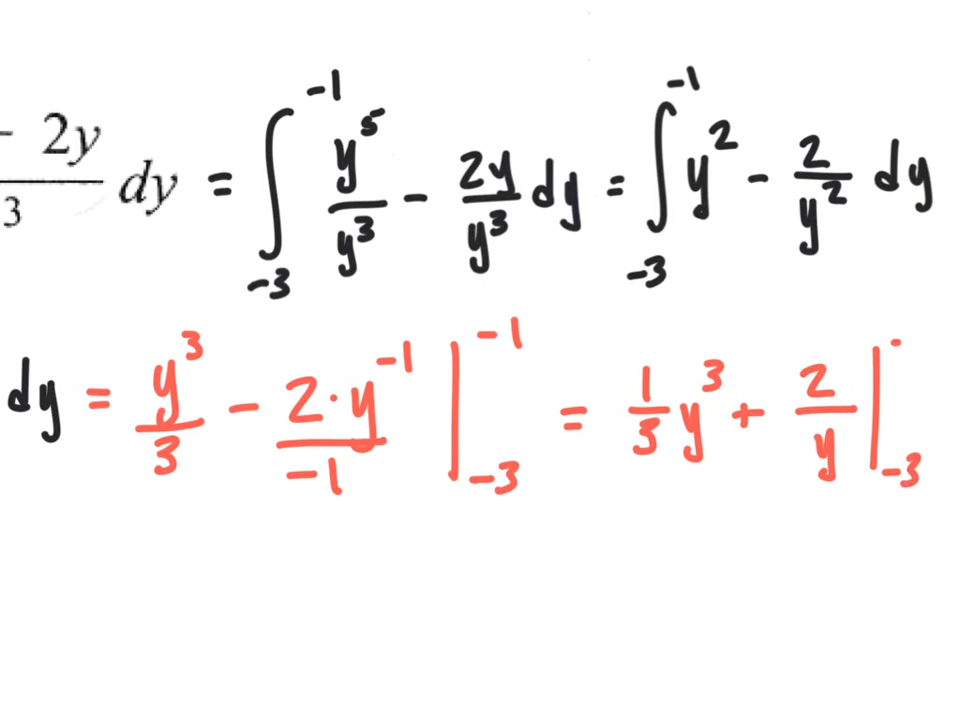 - 2y / 3 dy = ∫_{-3}^{-1} y^5/y^3 - 2y/y^3 dy = ∫_{-3}^{-1} y^2 - 2/y^2 dy
dy = y^3/3 - 2·y^{-1}/-1 |_{-3}^{-1} = 1/3 y^3 + 2/y |_{-3}